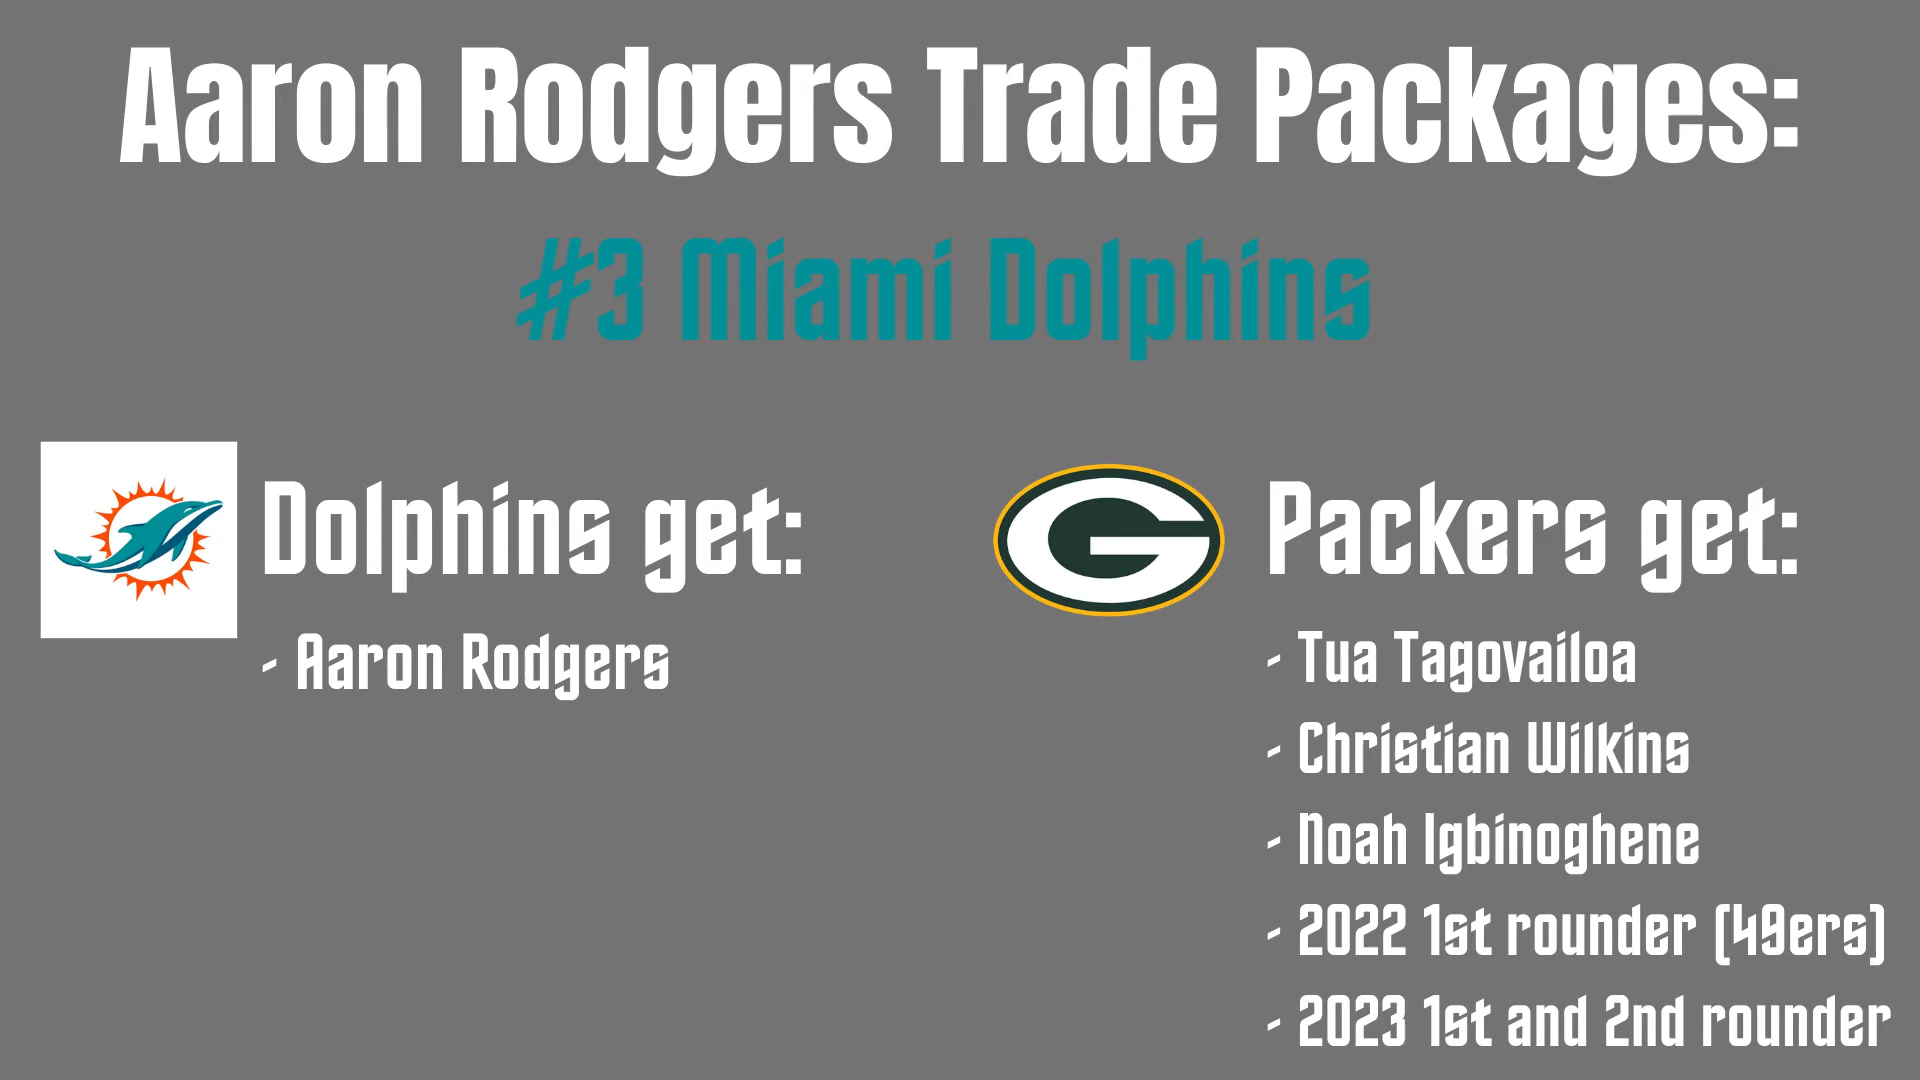 Aaron Rodgers Trade Packages:
#3 Miami Dolphins
Dolphins get:
- Aaron Rodgers
G
Packers get:
- Tua Tagovailoa
- Christian Wilkins
- Noah Igbinoghene
- 2022 1st rounder (49ers)
- 2023 1st and 2nd rounder